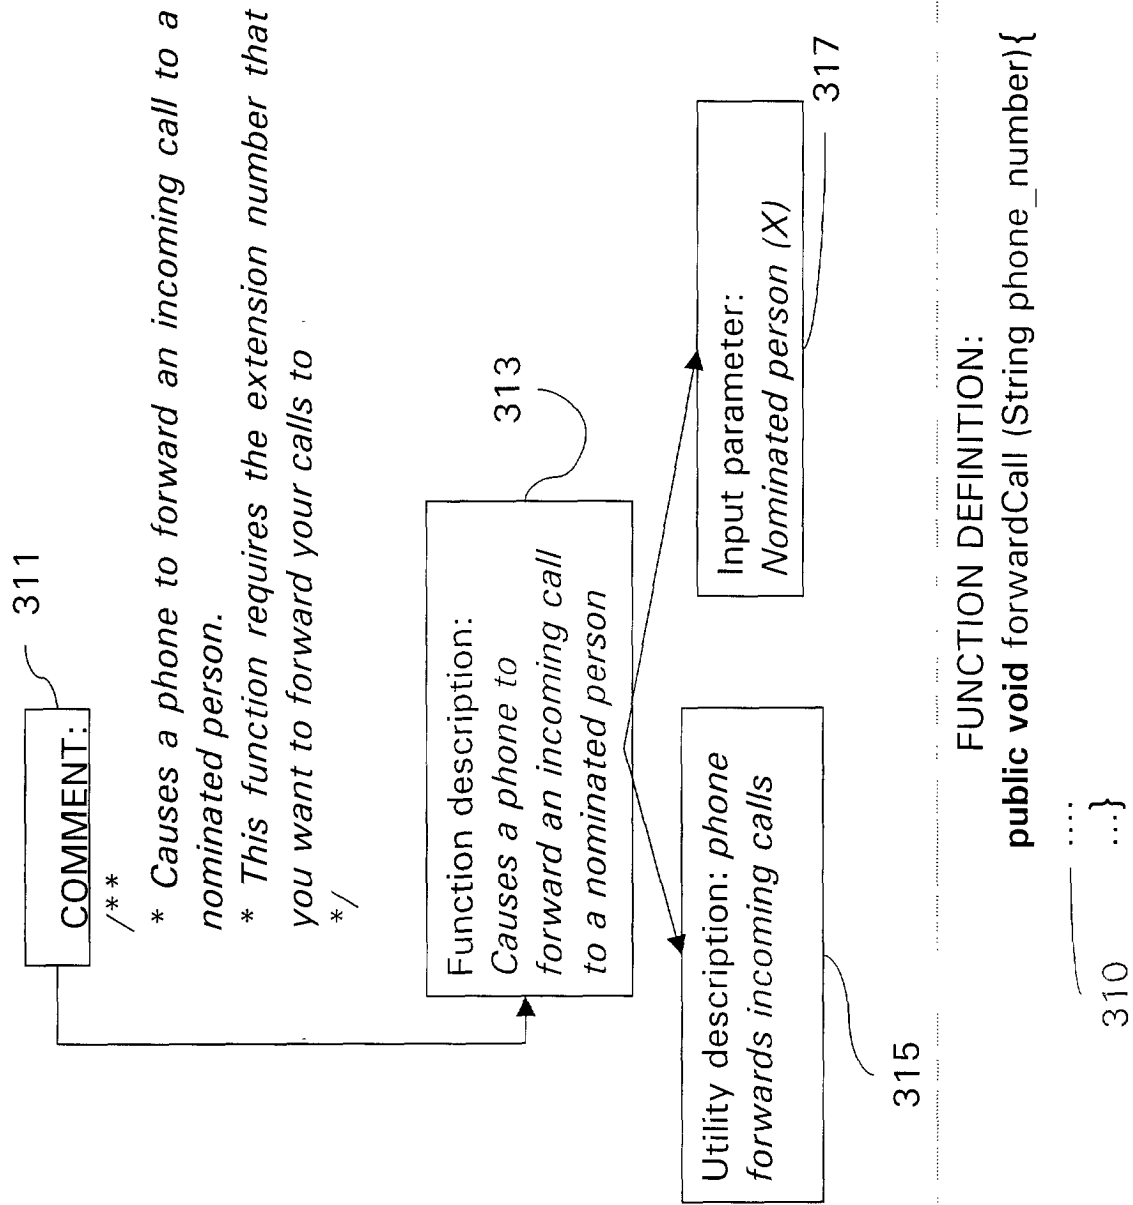 311
COMMENT:
/**
* Causes a phone to forward an incoming call to a
nominated person.
* This function requires the extension number that
you want to forward your calls to
*/
313
Function description:
Causes a phone to
forward an incoming call
to a nominated person
Utility description: phone
forwards incoming calls
315
Input parameter:
Nominated person (X)
317
FUNCTION DEFINITION:
public void forwardCall (String phone_number){
....
...}
310